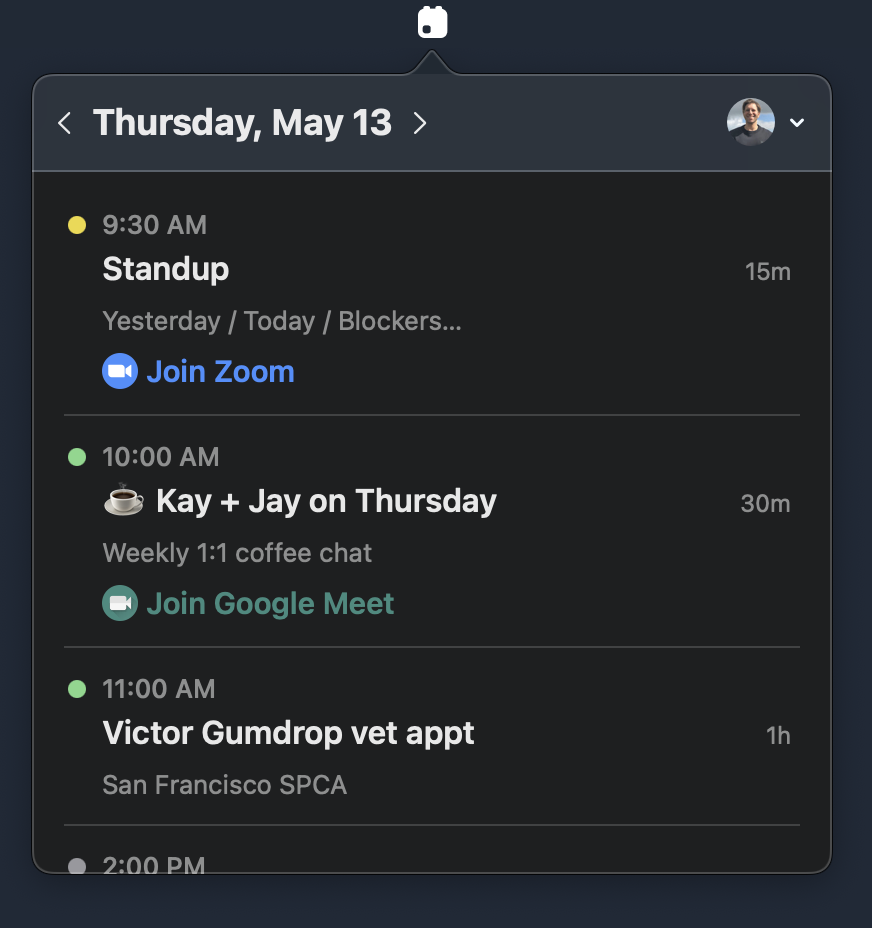 Thursday, May 13
9:30 AM
Standup
15m
Yesterday / Today / Blockers...
Join Zoom
10:00 AM
☕ Kay + Jay on Thursday
30m
Weekly 1:1 coffee chat
Join Google Meet
11:00 AM
Victor Gumdrop vet appt
1h
San Francisco SPCA
2:00 PM